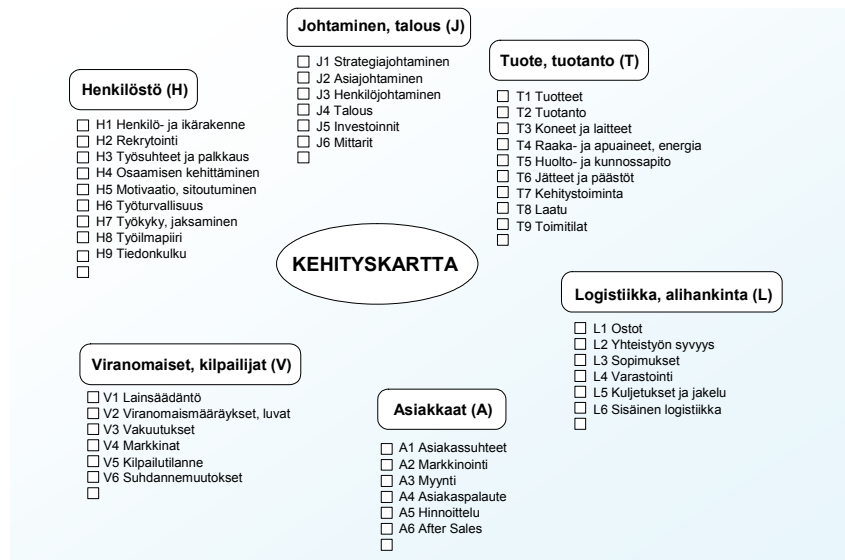 Johtaminen, talous (J)
J1 Strategiajohtaminen
J2 Asiajohtaminen
J3 Henkilöjohtaminen
J4 Talous
J5 Investoinnit
J6 Mittarit
Tuote, tuotanto (T)
T1 Tuotteet
T2 Tuotanto
T3 Koneet ja laitteet
T4 Raaka- ja apuaineet, energia
T5 Huolto- ja kunnossapito
T6 Jätteet ja päästöt
T7 Kehitystoiminta
T8 Laatu
T9 Toimitilat
Henkilöstö (H)
H1 Henkilö- ja ikärakenne
H2 Rekrytointi
H3 Työsuhteet ja palkkaus
H4 Osaamisen kehittäminen
H5 Motivaatio, sitoutuminen
H6 Työturvallisuus
H7 Työkyky, jaksaminen
H8 Työilmapiiri
H9 Tiedonkulku
KEHITYSKARTTA
Logistiikka, alihankinta (L)
L1 Ostot
L2 Yhteistyön syvyys
L3 Sopimukset
L4 Varastointi
L5 Kuljetukset ja jakelu
L6 Sisäinen logistiikka
Viranomaiset, kilpailijat (V)
V1 Lainsäädäntö
V2 Viranomaismääräykset, luvat
V3 Vakuutukset
V4 Markkinat
V5 Kilpailutilanne
V6 Suhdannemuutokset
Asiakkaat (A)
A1 Asiakassuhteet
A2 Markkinointi
A3 Myynti
A4 Asiakaspalaute
A5 Hinnoittelu
A6 After Sales